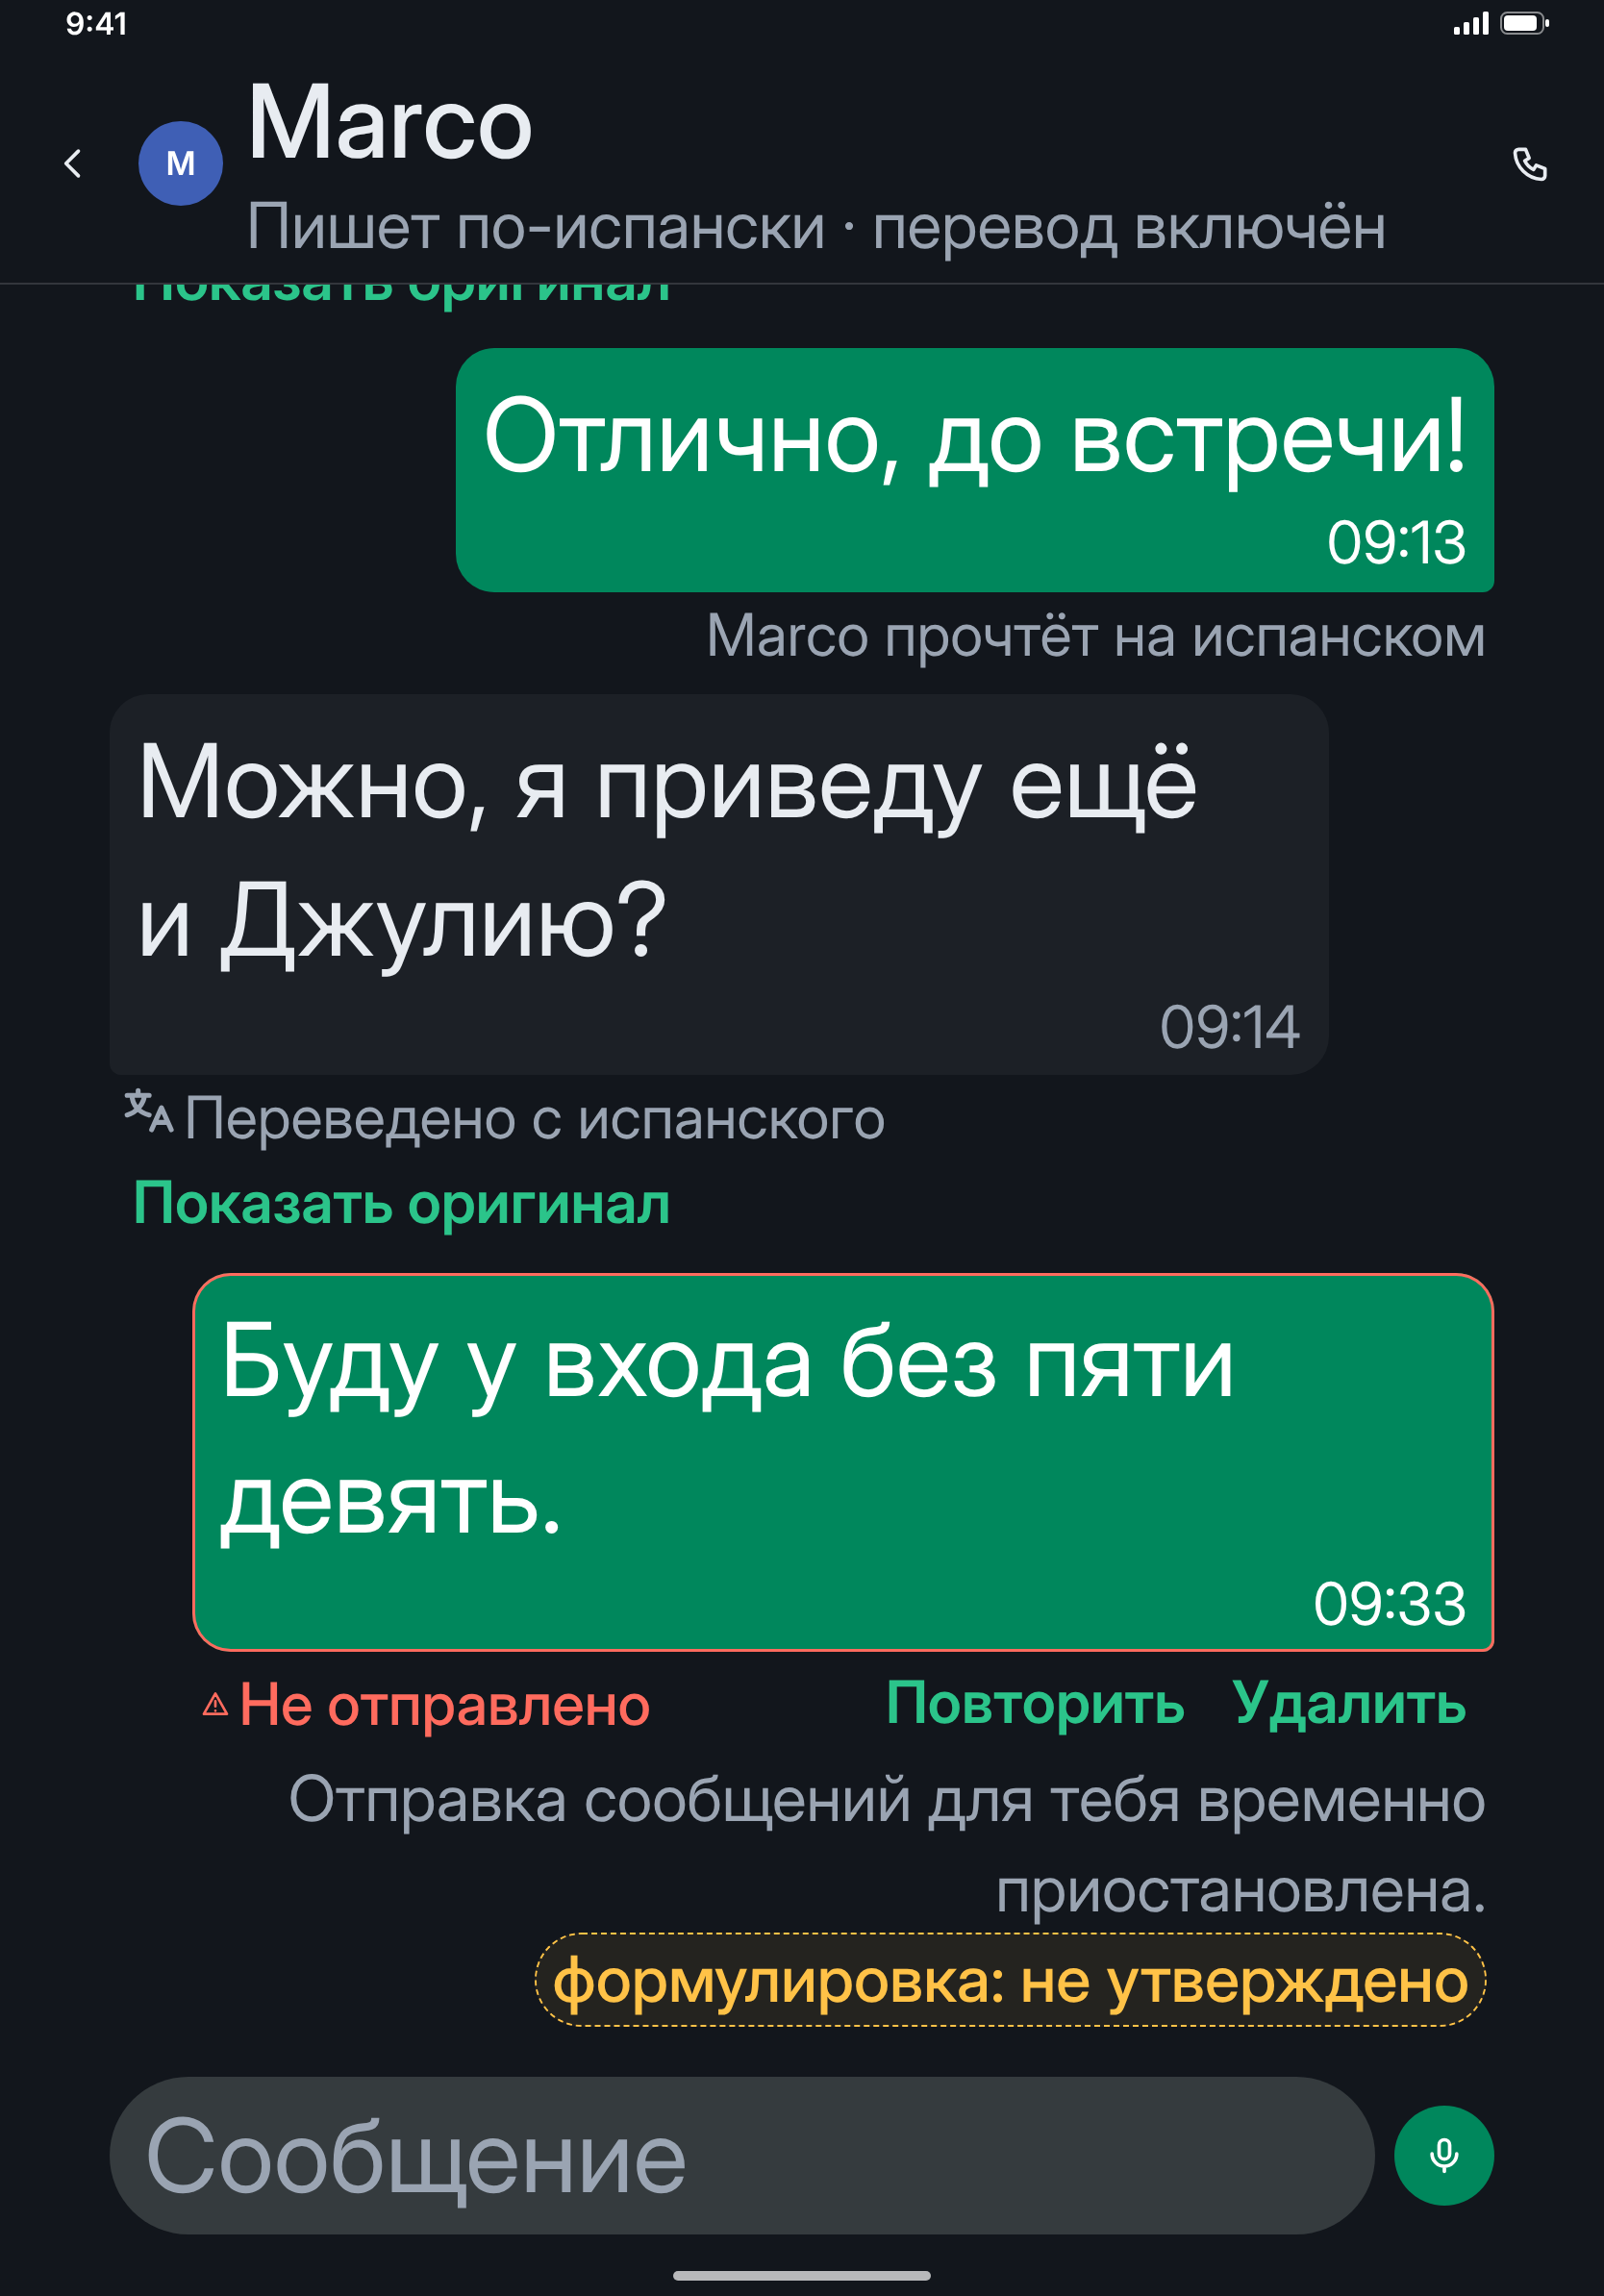 9:41
M
Marco
Пишет по-испански · перевод включён
Показать оригинал
Отлично, до встречи!
09:13
Marco прочтёт на испанском
Можно, я приведу ещё
и Джулию?
09:14
Переведено с испанского
Показать оригинал
Буду у входа без пяти
девять.
09:33
Не отправлено Повторить Удалить
Отправка сообщений для тебя временно
приостановлена.
формулировка: не утверждено
Сообщение